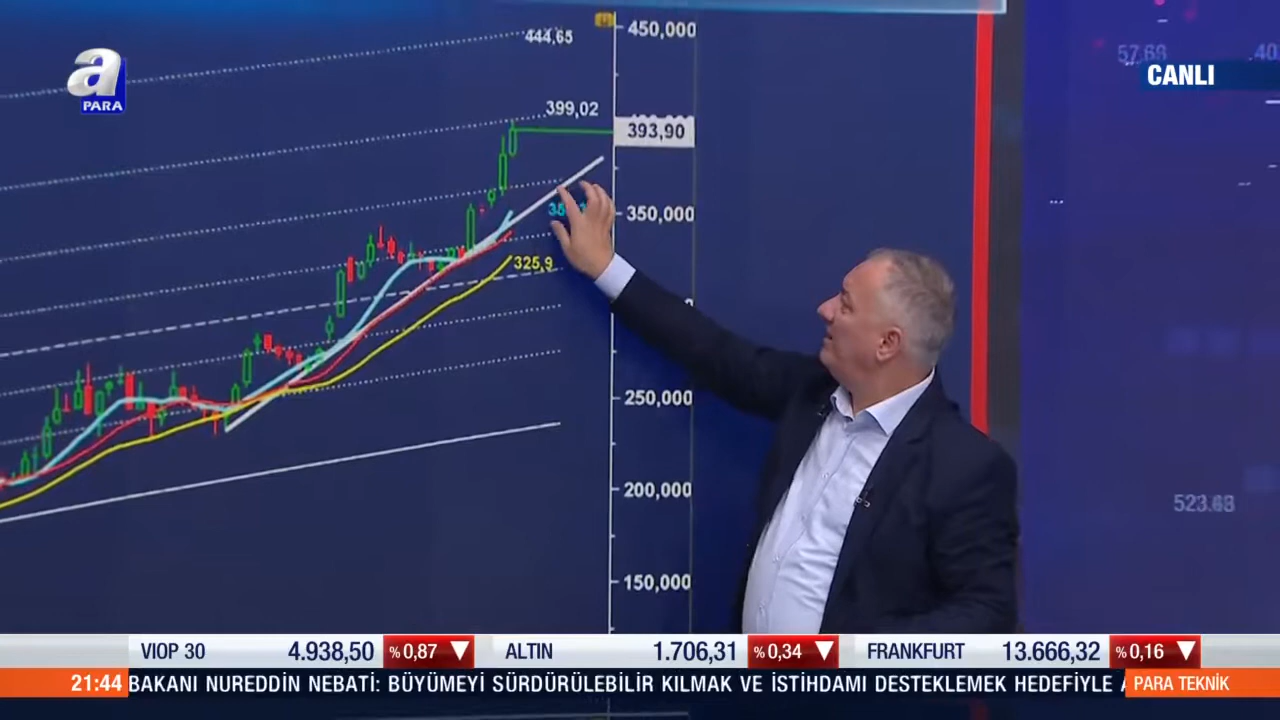 450,000
444,65
57.68
.40
CANLI
a
PARA
399,02
393,90
350,000
325,9
250,000
200,000
523.68
150,000
VIOP 30 4.938,50 %0,87
ALTIN 1.706,31 %0,34
FRANKFURT 13.666,32 %0,16
21:44 BAKANI NUREDDİN NEBATİ: BÜYÜMEYİ SÜRDÜRÜLEBİLİR KILMAK VE İSTİHDAMI DESTEKLEMEK HEDEFİYLE
PARA TEKNİK